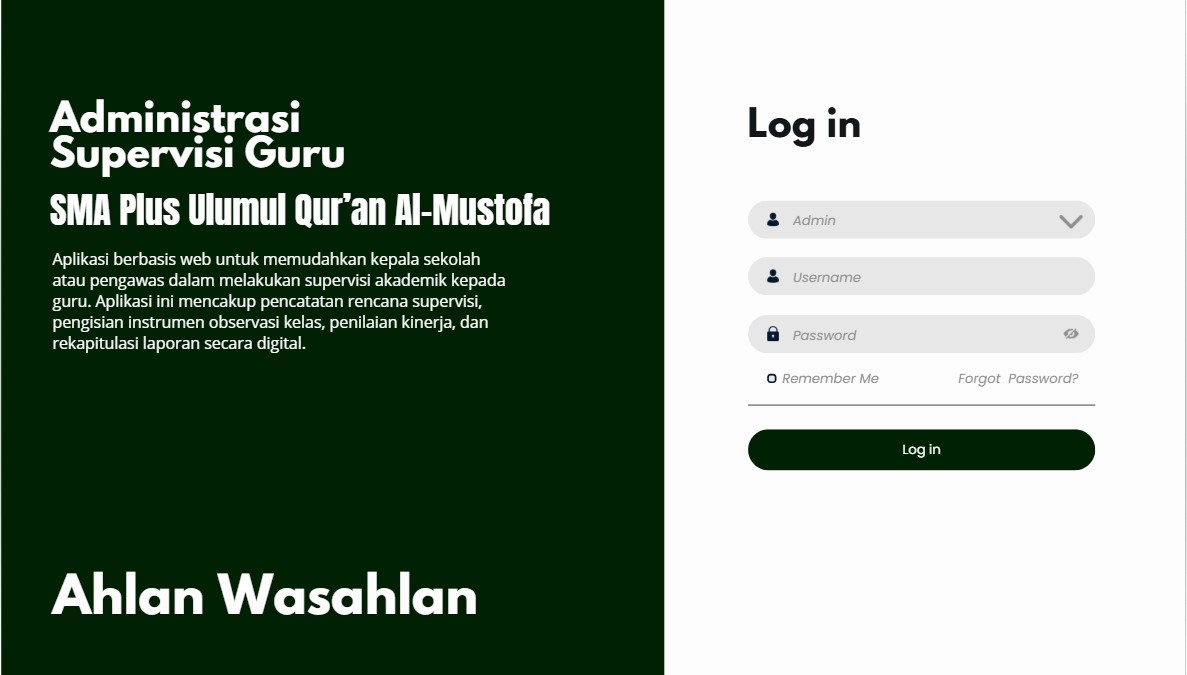 Administrasi
Supervisi Guru
SMA Plus Ulumul Qur’an Al-Mustofa
Aplikasi berbasis web untuk memudahkan kepala sekolah
atau pengawas dalam melakukan supervisi akademik kepada
guru. Aplikasi ini mencakup pencatatan rencana supervisi,
pengisian instrumen observasi kelas, penilaian kinerja, dan
rekapitulasi laporan secara digital.
Ahlan Wasahlan
Log in
Admin
Username
Password
Remember Me
Forgot Password?
Log in